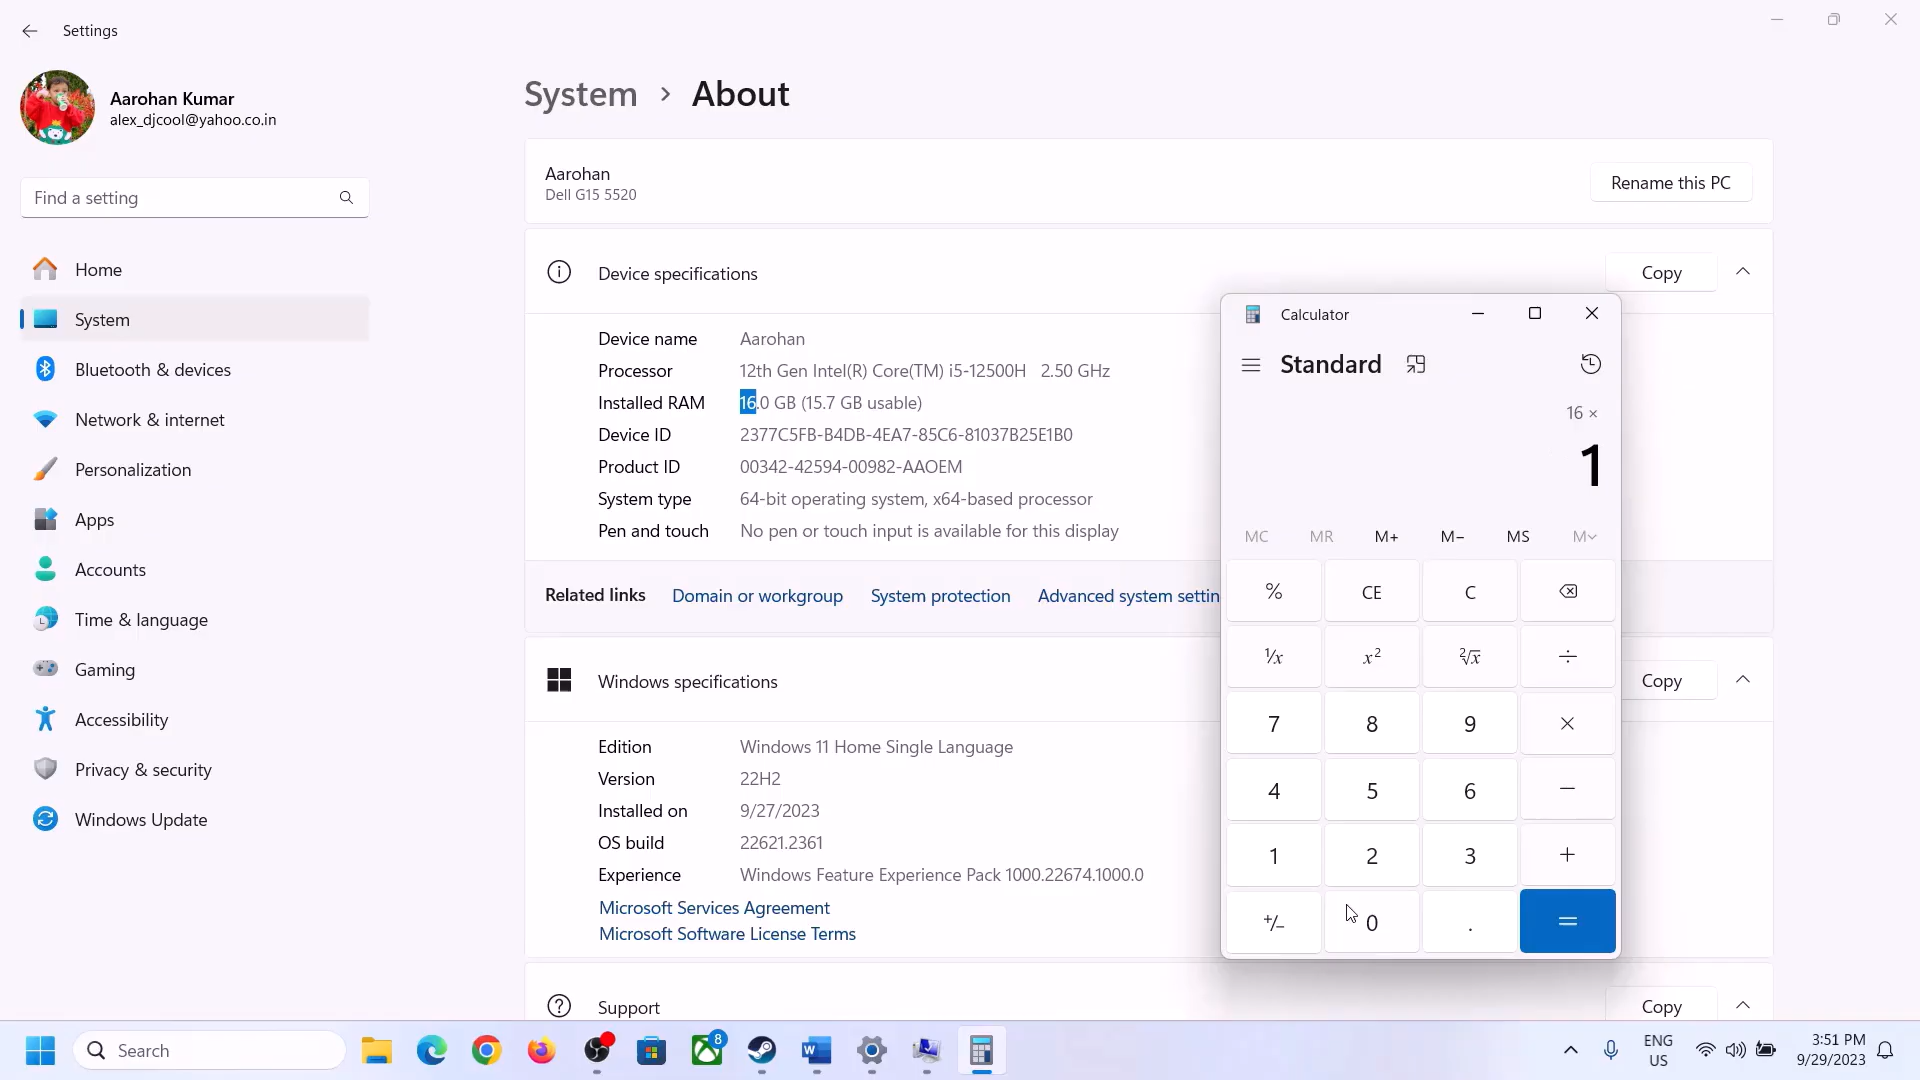 Settings
Aarohan Kumar
alex_djcool@yahoo.co.in
Find a setting
Home
System
Bluetooth & devices
Network & internet
Personalization
Apps
Accounts
Time & language
Gaming
Accessibility
Privacy & security
Windows Update
System > About
Aarohan
Dell G15 5520
Rename this PC
Device specifications
Copy
Device name Aarohan
Processor 12th Gen Intel(R) Core(TM) i5-12500H 2.50 GHz
Installed RAM 16.0 GB (15.7 GB usable)
Device ID 2377C5FB-B4DB-4EA7-85C6-81037B25E1B0
Product ID 00342-42594-00982-AAOEM
System type 64-bit operating system, x64-based processor
Pen and touch No pen or touch input is available for this display
Related links Domain or workgroup System protection Advanced system settin
Windows specifications
Copy
Edition Windows 11 Home Single Language
Version 22H2
Installed on 9/27/2023
OS build 22621.2361
Experience Windows Feature Experience Pack 1000.22674.1000.0
Microsoft Services Agreement
Microsoft Software License Terms
Support
Copy
Calculator
Standard
16 ×
1
MC MR M+ M− MS M
% CE C
⅟x x² ²√x ÷
7 8 9 ×
4 5 6 −
1 2 3 +
+/− 0 . =
Search
8
ENG
US
3:51 PM
9/29/2023